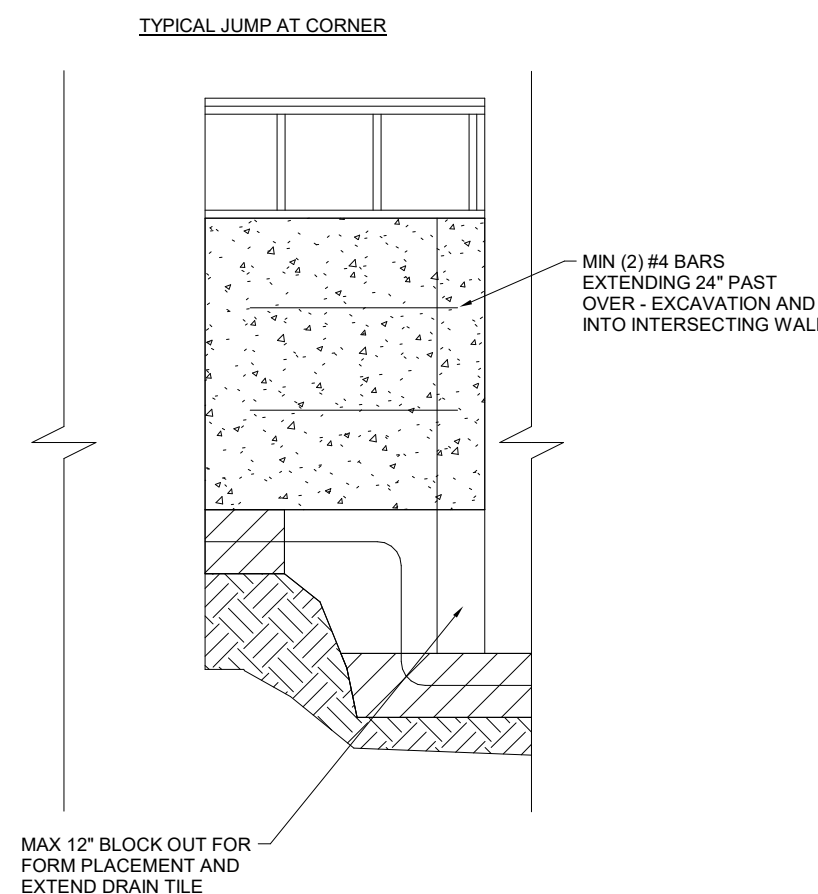 TYPICAL JUMP AT CORNER
MIN (2) #4 BARS
EXTENDING 24" PAST
OVER - EXCAVATION AND
INTO INTERSECTING WALL
MAX 12" BLOCK OUT FOR
FORM PLACEMENT AND
EXTEND DRAIN TILE